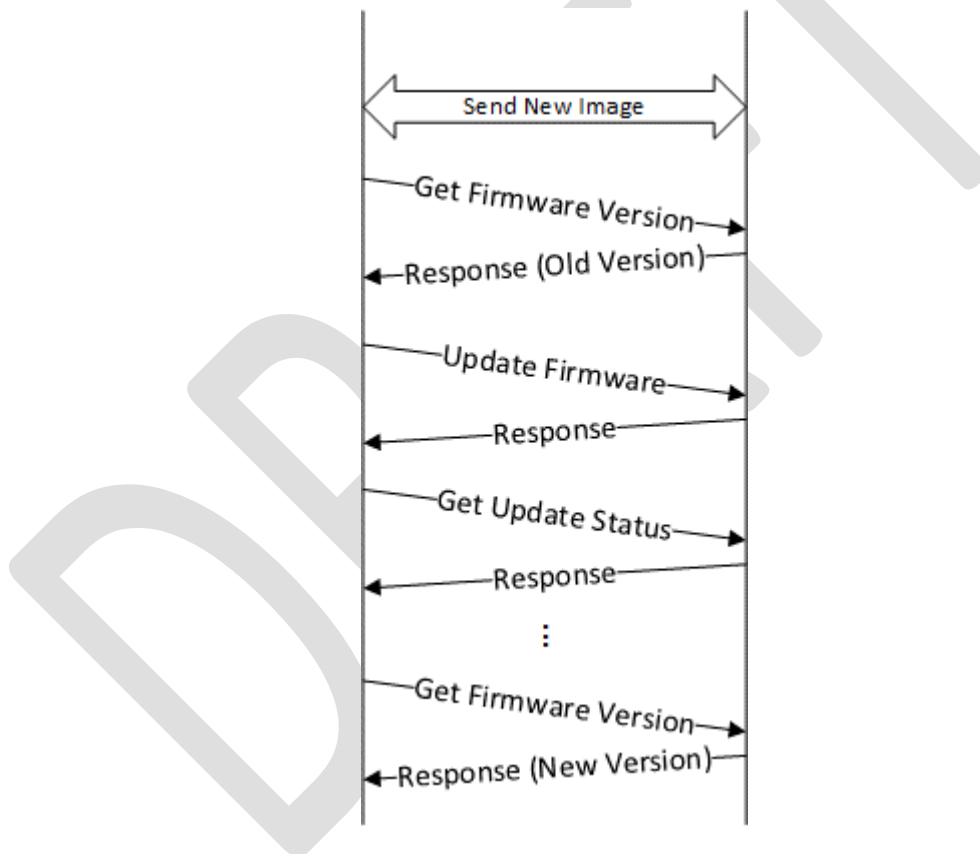 Send New Image
Get Firmware Version
Response (Old Version)
Update Firmware
Response
Get Update Status
Response
⋮
Get Firmware Version
Response (New Version)
DRAFT